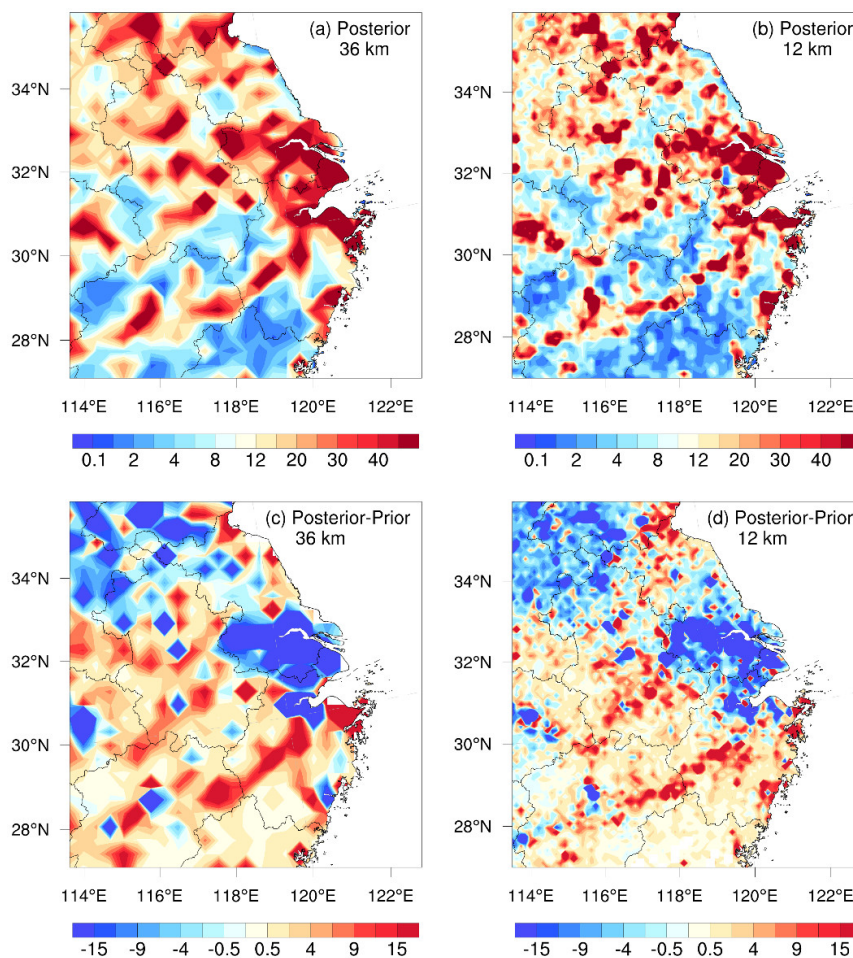 (a) Posterior
36 km
34°N
32°N
30°N
28°N
114°E 116°E 118°E 120°E 122°E
0.1 2 4 8 12 20 30 40
(b) Posterior
12 km
34°N
32°N
30°N
28°N
114°E 116°E 118°E 120°E 122°E
0.1 2 4 8 12 20 30 40
(c) Posterior-Prior
36 km
34°N
32°N
30°N
28°N
114°E 116°E 118°E 120°E 122°E
-15 -9 -4 -0.5 0.5 4 9 15
(d) Posterior-Prior
12 km
34°N
32°N
30°N
28°N
114°E 116°E 118°E 120°E 122°E
-15 -9 -4 -0.5 0.5 4 9 15